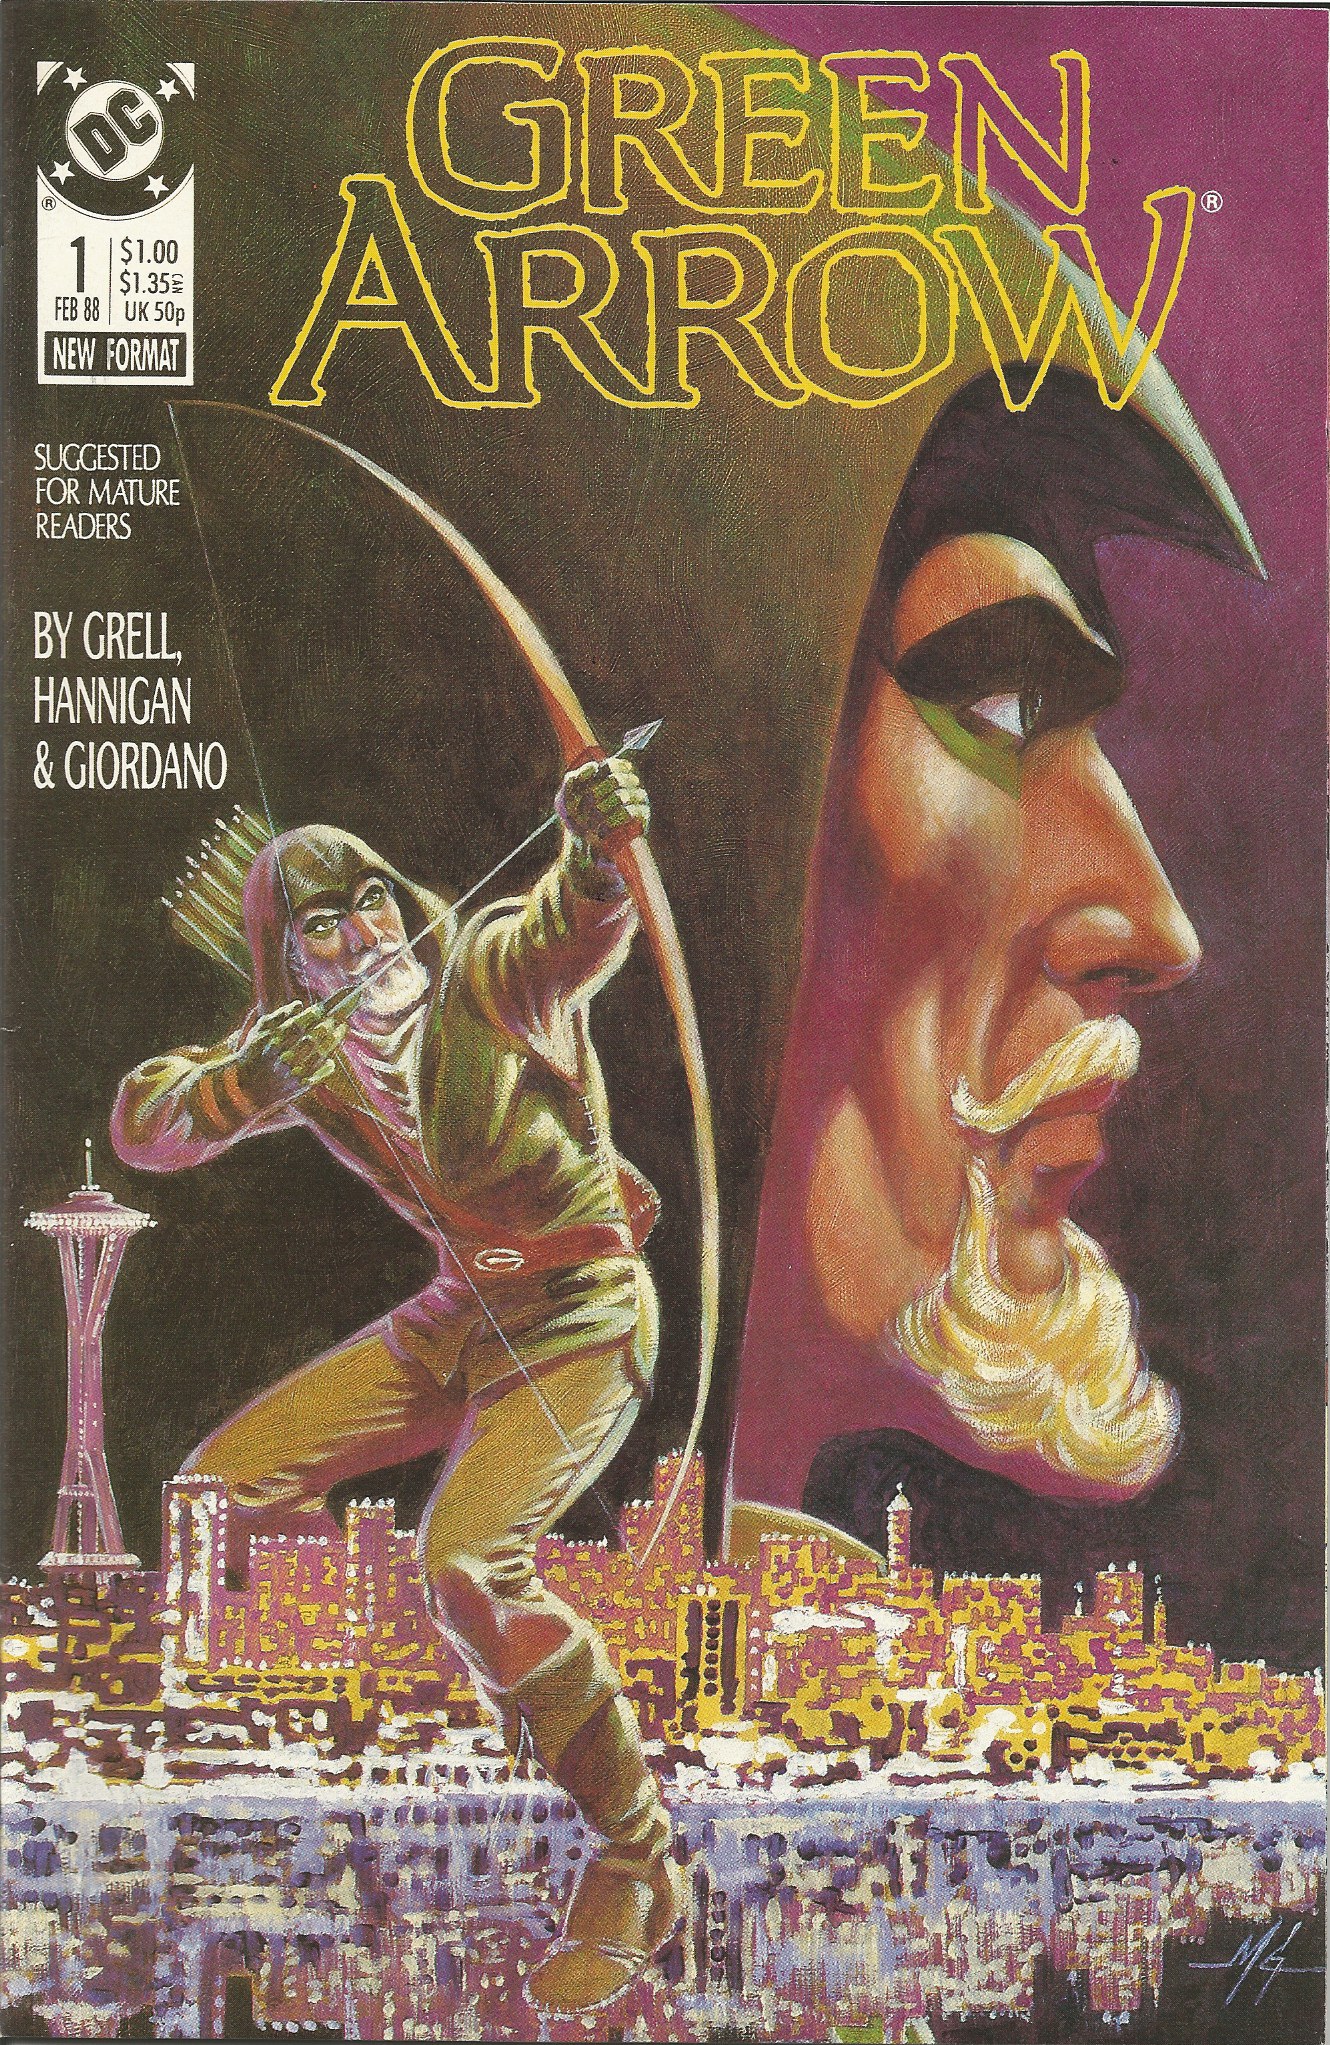 GREEN
ARROW®
DC
®
1
FEB 88
$1.00
$1.35 CAN
UK 50p
NEW FORMAT
SUGGESTED
FOR MATURE
READERS
BY GRELL,
HANNIGAN
& GIORDANO
MG